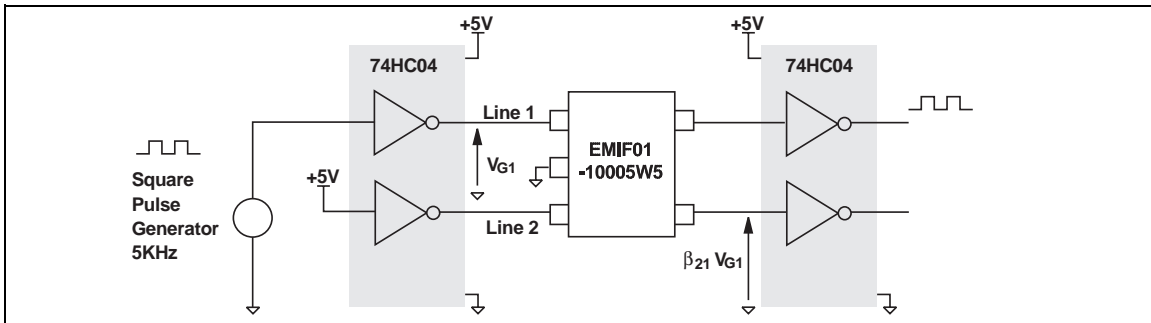 +5V
+5V
74HC04
74HC04
Line 1
EMIF01
-10005W5
VG1
+5V
Square
Pulse
Generator
5KHz
Line 2
β21 VG1